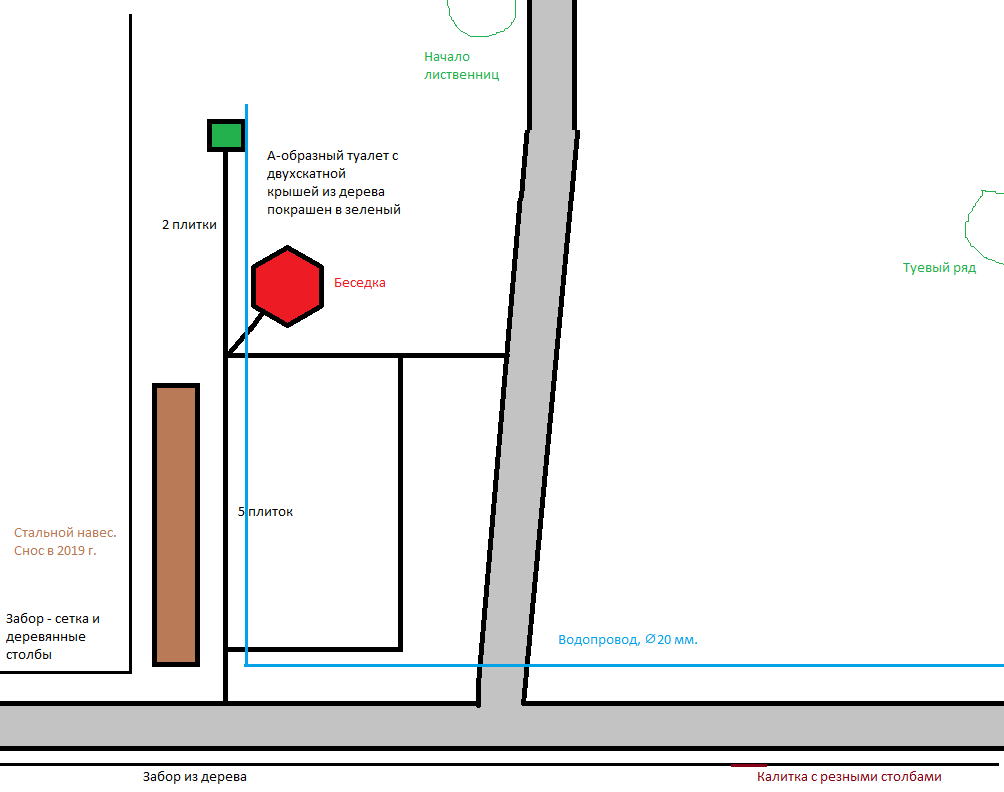 Начало
лиственниц
А-образный туалет с
двухскатной
крышей из дерева
покрашен в зеленый
2 плитки
Беседка
Туевый ряд
5 плиток
Стальной навес.
Снос в 2019 г.
Забор - сетка и
деревянные
столбы
Водопровод, ∅20 мм.
Забор из дерева
Калитка с резными столбами